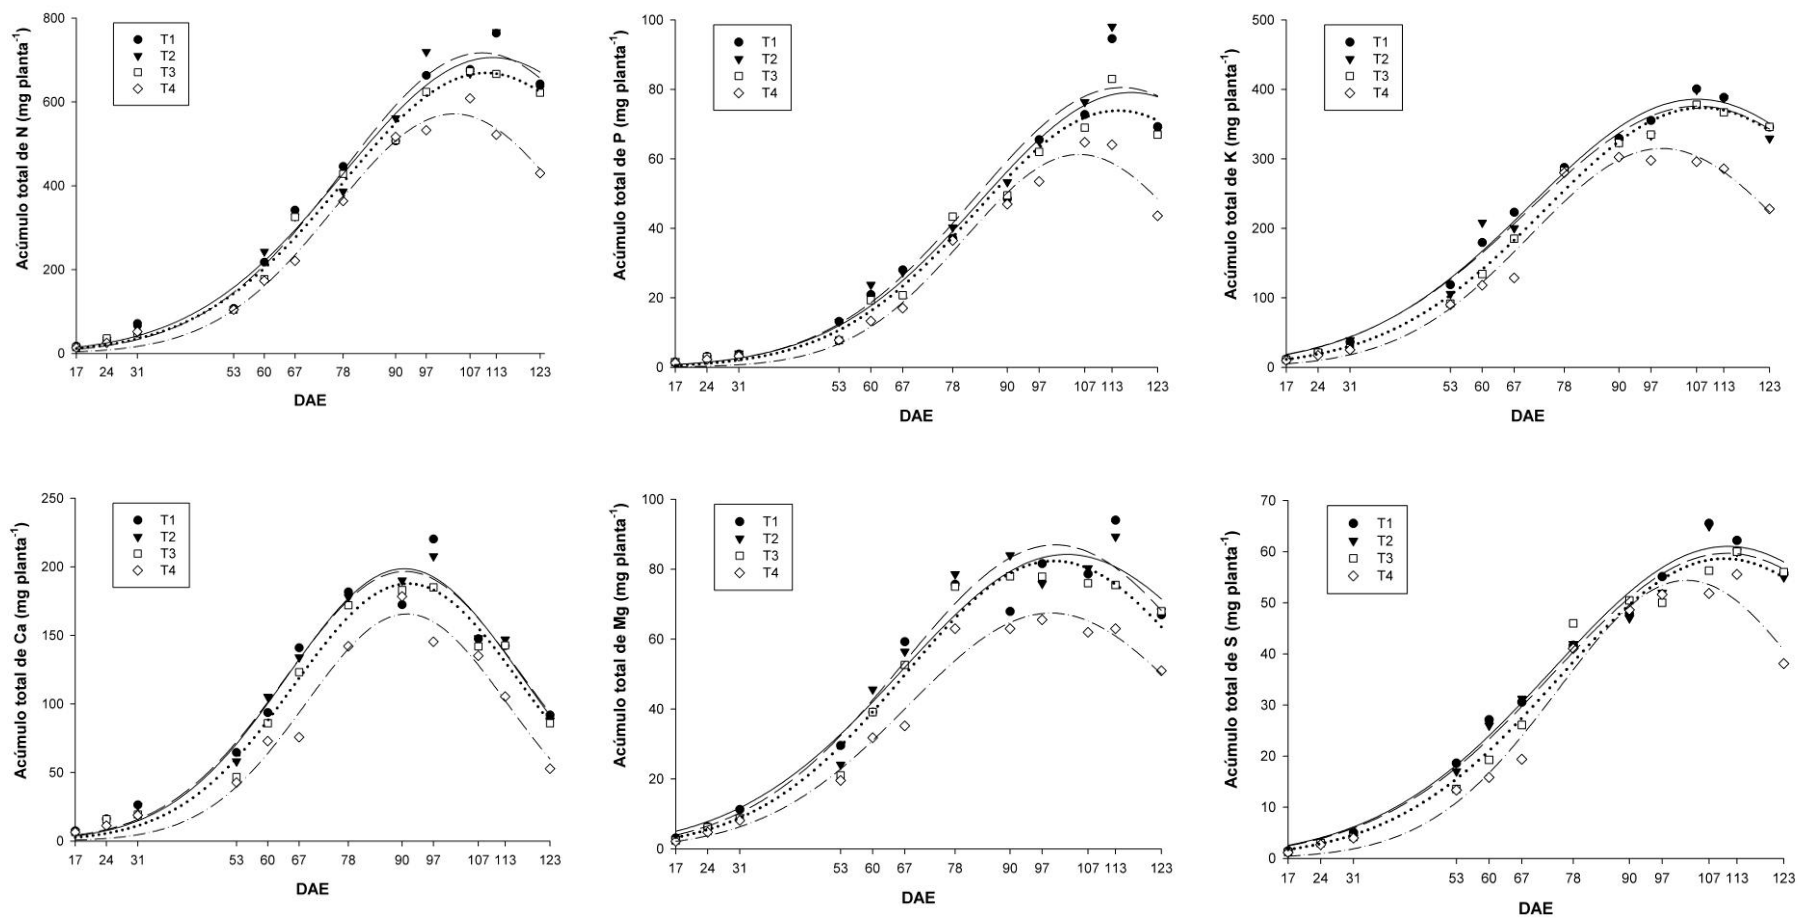 Acúmulo total de N (mg planta-1)
800
600
400
200
0
T1
T2
T3
T4
17 24 31 53 60 67 78 90 97 107 113 123
DAE
Acúmulo total de P (mg planta-1)
100
80
60
40
20
0
T1
T2
T3
T4
17 24 31 53 60 67 78 90 97 107 113 123
DAE
Acúmulo total de K (mg planta-1)
500
400
300
200
100
0
T1
T2
T3
T4
17 24 31 53 60 67 78 90 97 107 113 123
DAE
Acúmulo total de Ca (mg planta-1)
250
200
150
100
50
0
T1
T2
T3
T4
17 24 31 53 60 67 78 90 97 107 113 123
DAE
Acúmulo total de Mg (mg planta-1)
100
80
60
40
20
0
T1
T2
T3
T4
17 24 31 53 60 67 78 90 97 107 113 123
DAE
Acúmulo total de S (mg planta-1)
70
60
50
40
30
20
10
0
T1
T2
T3
T4
17 24 31 53 60 67 78 90 97 107 113 123
DAE